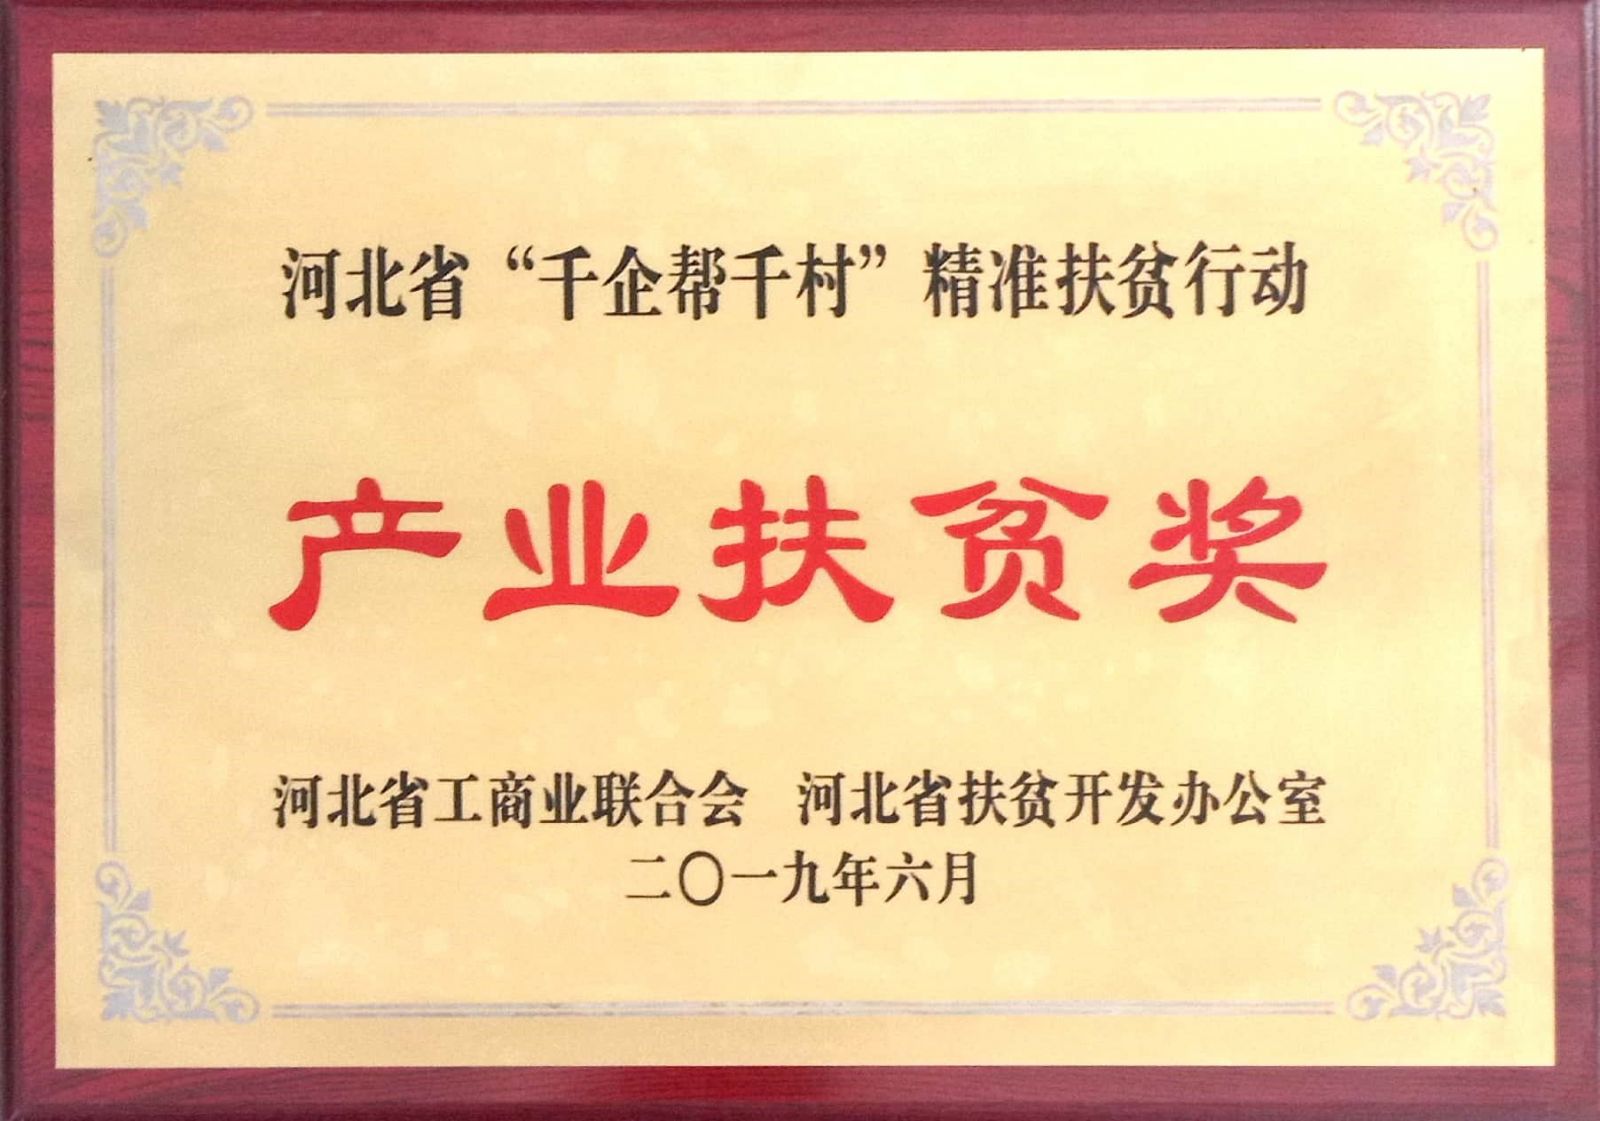 河北省“千企帮千村”精准扶贫行动
产业扶贫奖
河北省工商业联合会 河北省扶贫开发办公室
二〇一九年六月